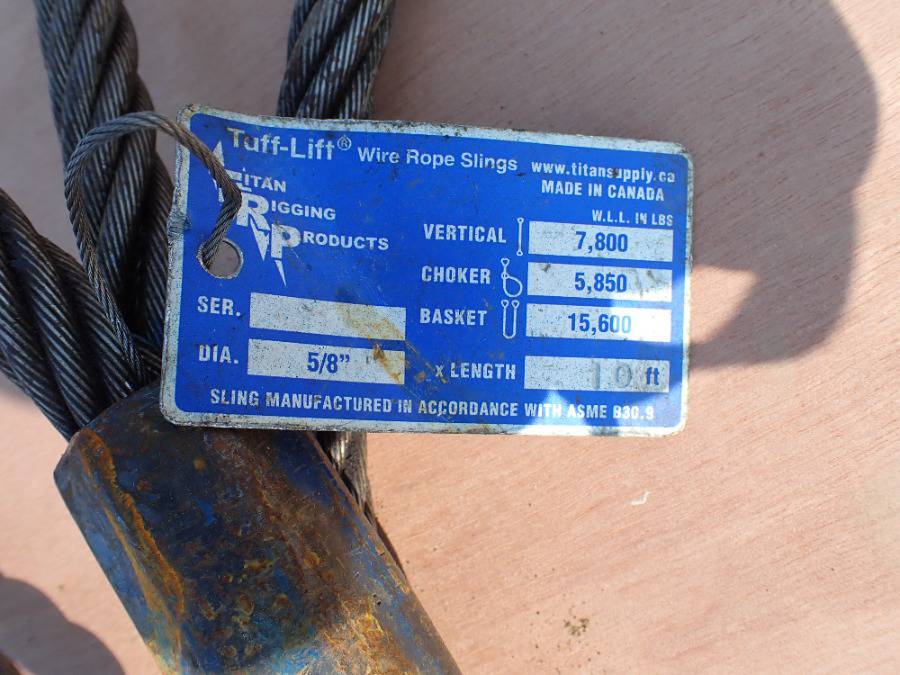 Tuff-Lift® Wire Rope Slings
www.titansupply.ca
MADE IN CANADA
TITAN
RIGGING
PRODUCTS
W.L.L. IN LBS
VERTICAL 7,800
CHOKER 5,850
BASKET 15,600
SER.
DIA. 5/8" x LENGTH 10 ft
SLING MANUFACTURED IN ACCORDANCE WITH ASME B30.9